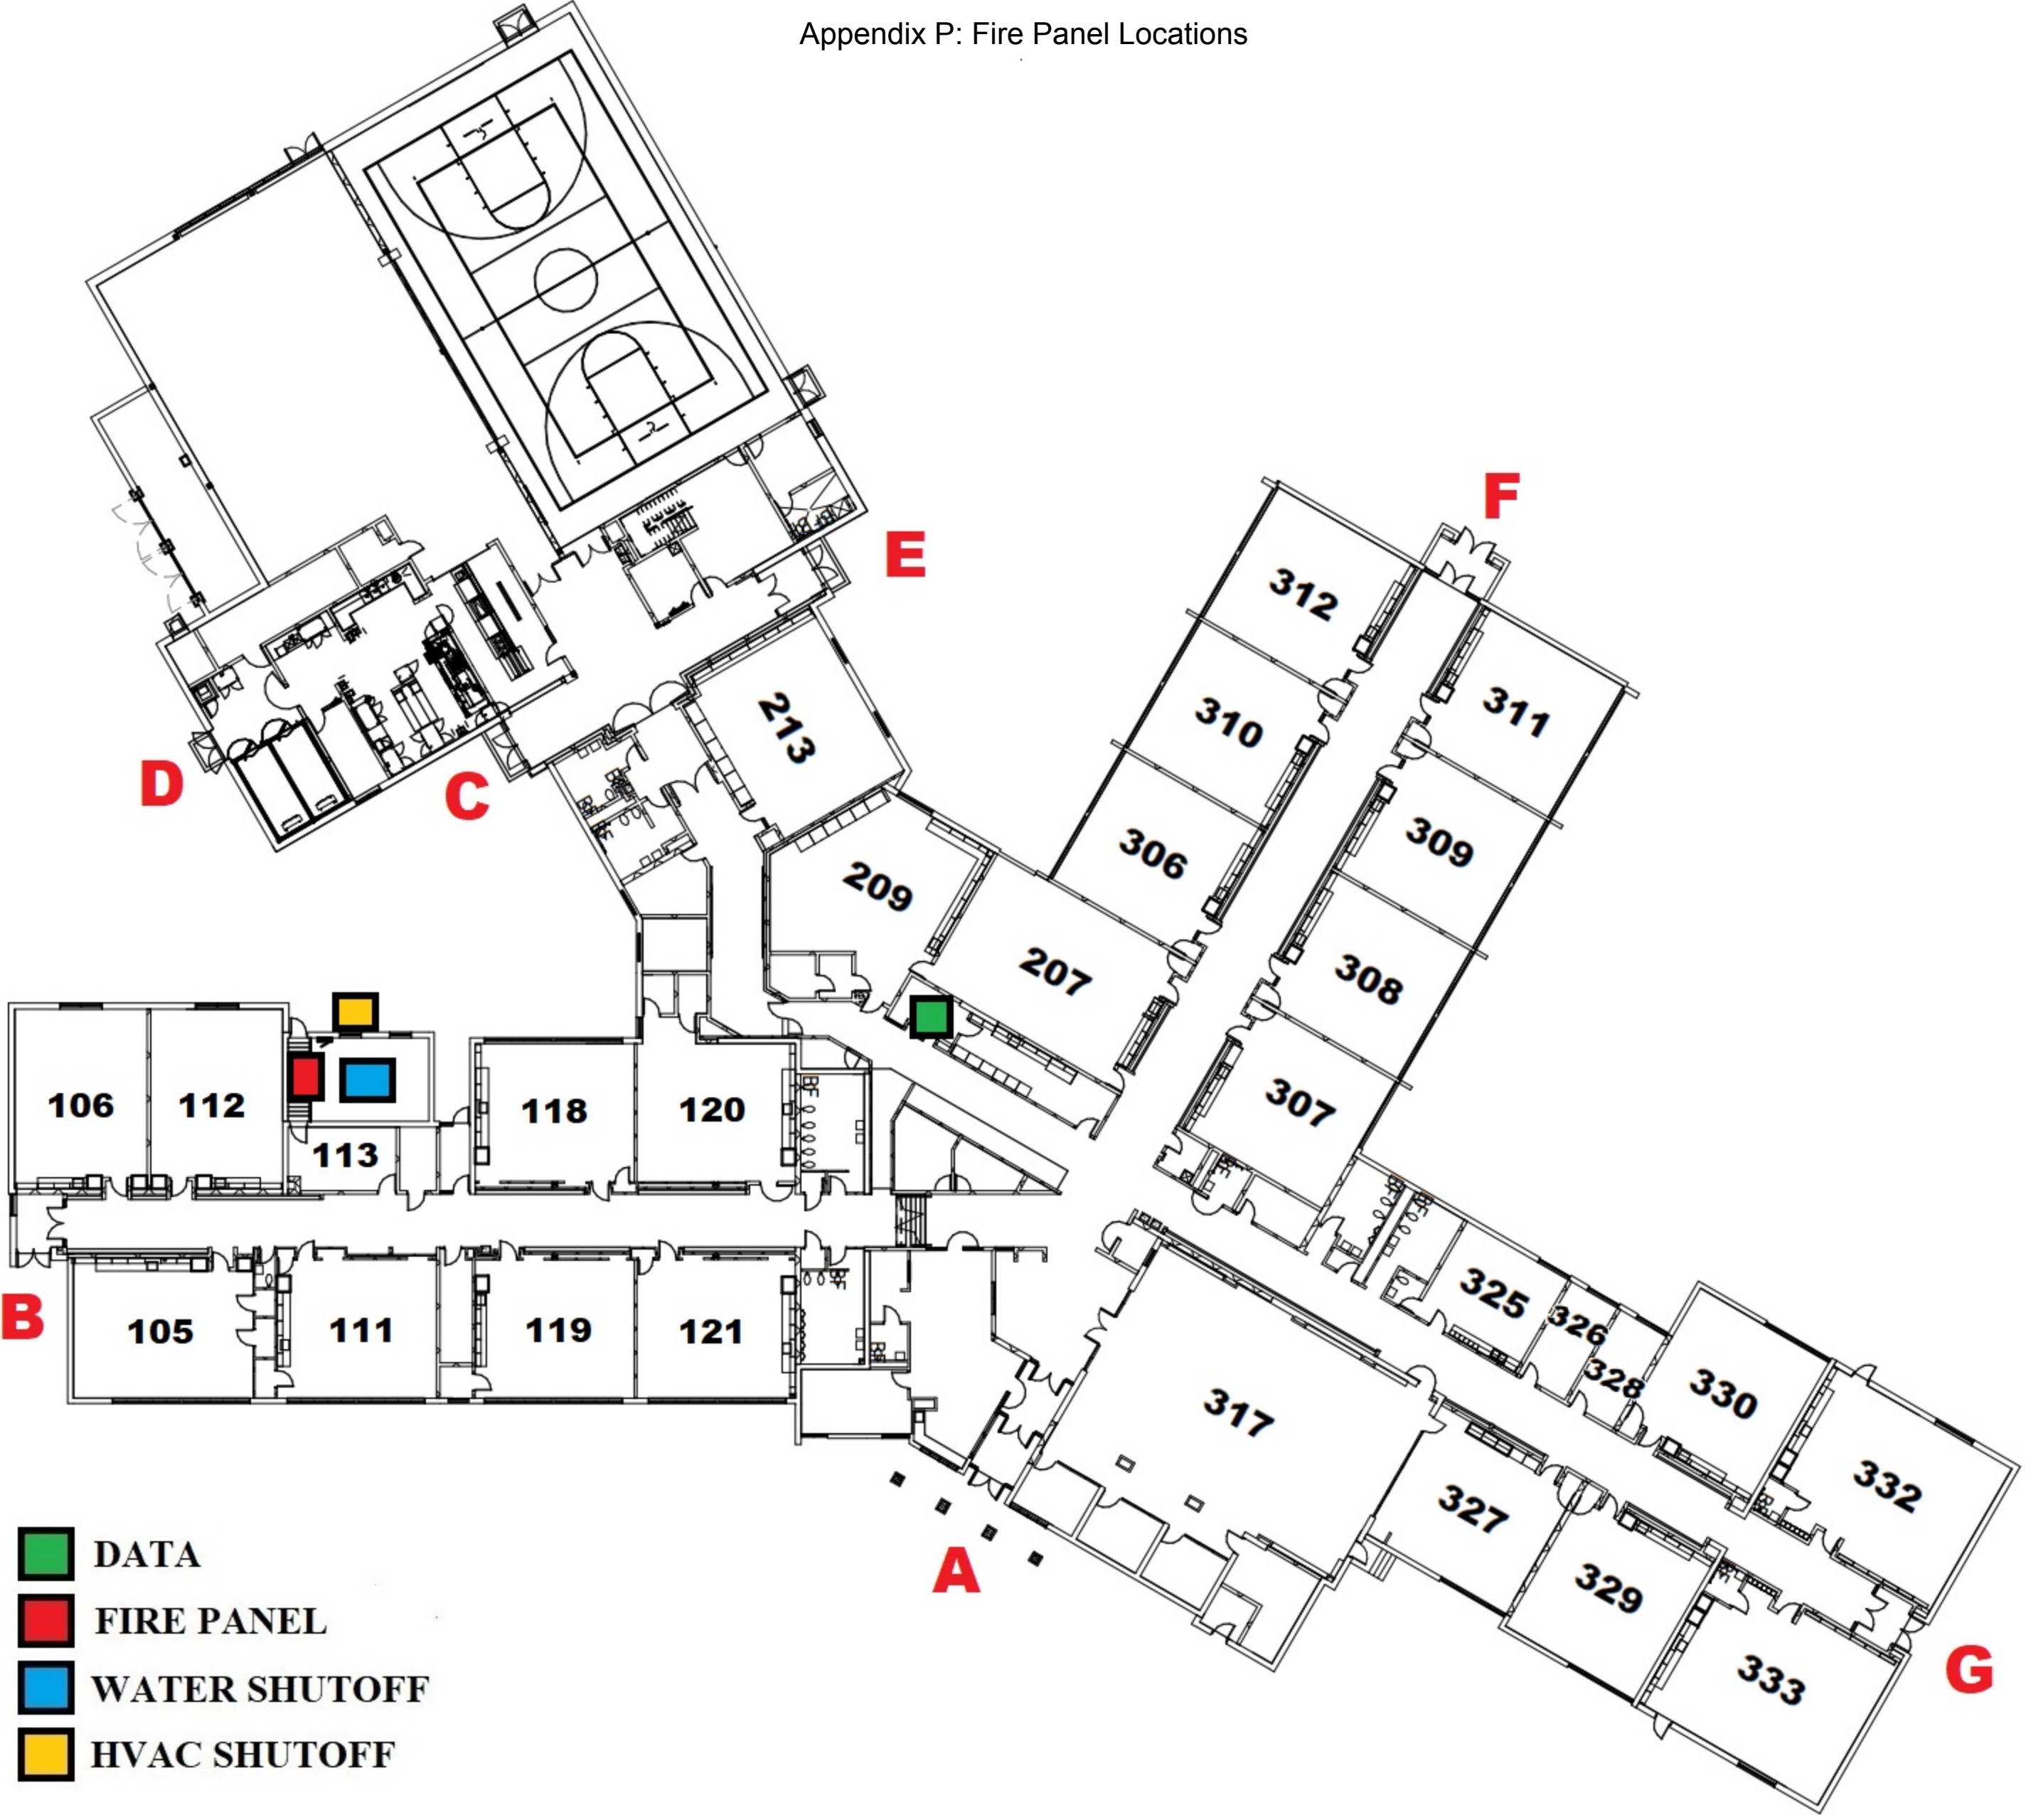 Appendix P: Fire Panel Locations
F
E
312
311
213
310
D
C
309
306
209
308
207
106
112
118
120
307
113
325
326
B
105
111
119
121
328
330
317
332
327
A
329
333
G
DATA
FIRE PANEL
WATER SHUTOFF
HVAC SHUTOFF